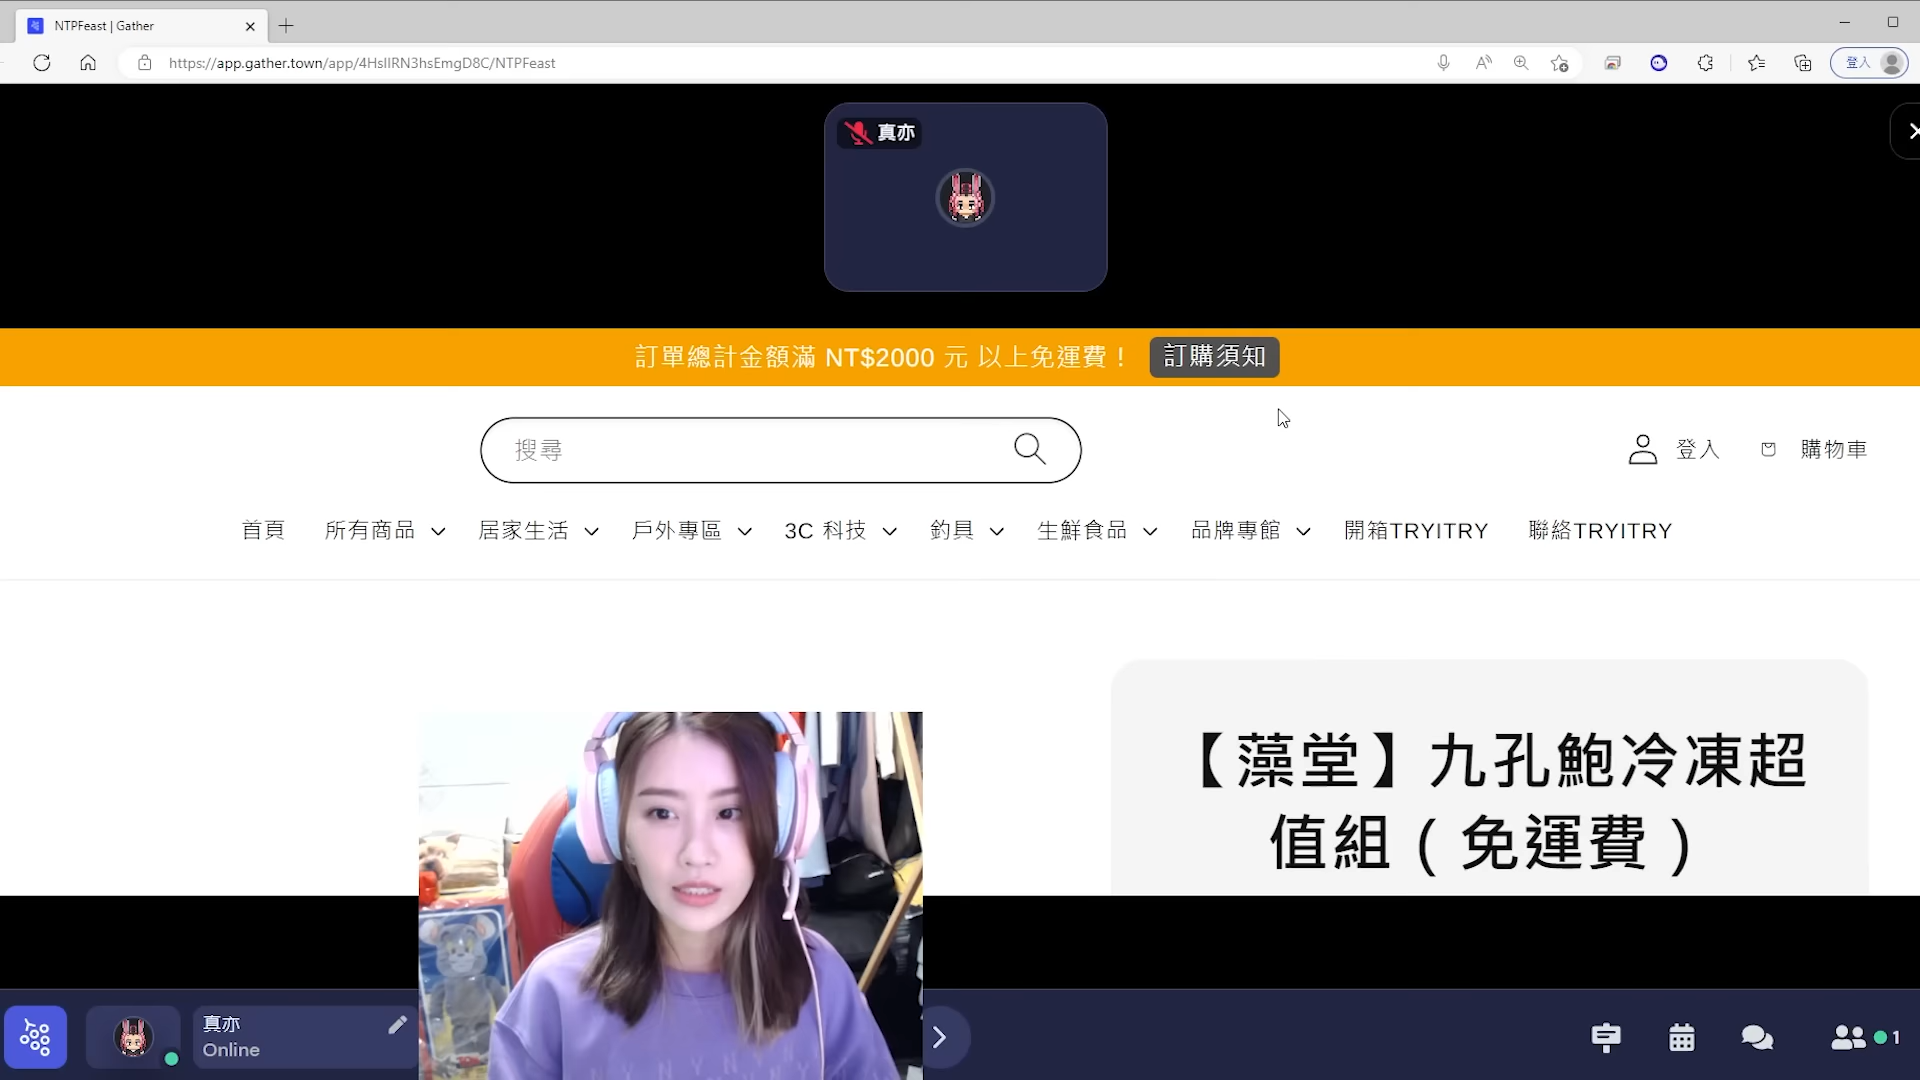 NTPFeast | Gather
https://app.gather.town/app/4HsIIRN3hsEmgD8C/NTPFeast
登入
真亦
訂單總計金額滿 NT$2000 元 以上免運費！ 訂購須知
搜尋
登入
購物車
首頁 所有商品 居家生活 戶外專區 3C 科技 釣具 生鮮食品 品牌專館 開箱TRYITRY 聯絡TRYITRY
【藻堂】九孔鮑冷凍超
值組（免運費）
真亦
Online
1